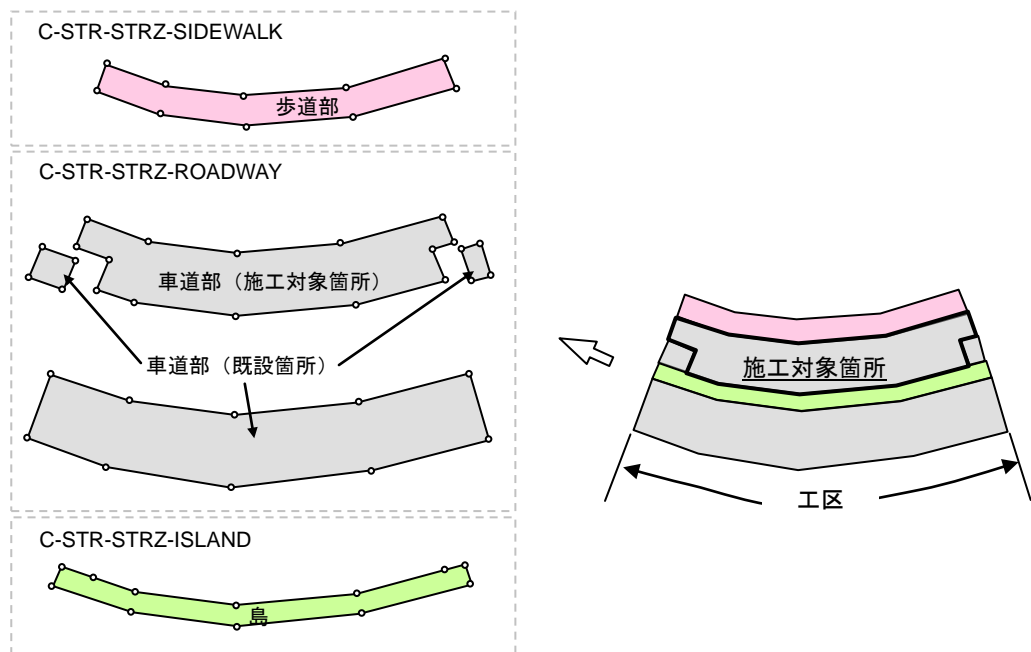 C-STR-STRZ-SIDEWALK
歩道部
C-STR-STRZ-ROADWAY
車道部（施工対象箇所）
車道部（既設箇所）
C-STR-STRZ-ISLAND
島
施工対象箇所
工区